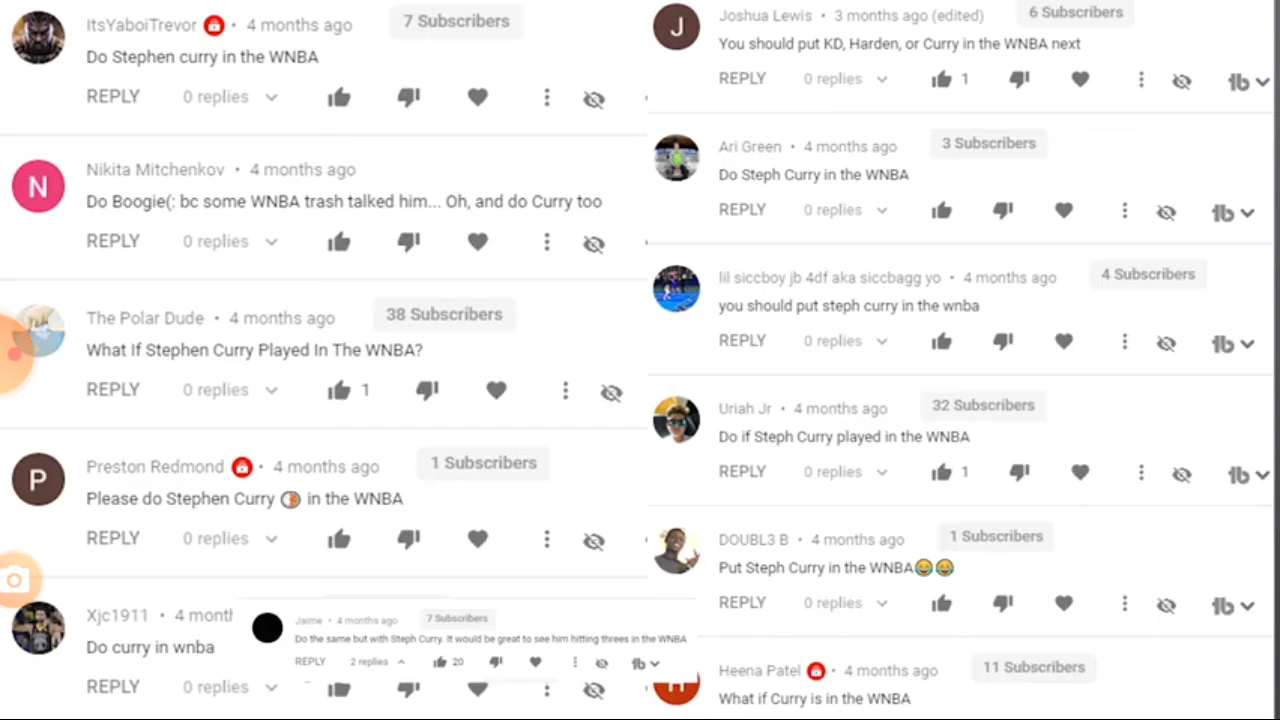 ItsYaboiTrevor • 4 months ago 7 Subscribers
Do Stephen curry in the WNBA
REPLY 0 replies
Nikita Mitchenkov • 4 months ago
Do Boogie(: bc some WNBA trash talked him... Oh, and do Curry too
REPLY 0 replies
The Polar Dude • 4 months ago 38 Subscribers
What If Stephen Curry Played In The WNBA?
REPLY 0 replies 1
Preston Redmond • 4 months ago 1 Subscribers
Please do Stephen Curry in the WNBA
REPLY 0 replies
Xjc1911 • 4 month
Do curry in wnba
REPLY 0 replies
Jaime • 4 months ago 7 Subscribers
Do the same but with Steph Curry. It would be great to see him hitting threes in the WNBA
REPLY 2 replies 20
Joshua Lewis • 3 months ago (edited) 6 Subscribers
You should put KD, Harden, or Curry in the WNBA next
REPLY 0 replies 1
Ari Green • 4 months ago 3 Subscribers
Do Steph Curry in the WNBA
REPLY 0 replies
lil siccboy jb 4df aka siccbagg yo • 4 months ago 4 Subscribers
you should put steph curry in the wnba
REPLY 0 replies
Uriah Jr • 4 months ago 32 Subscribers
Do if Steph Curry played in the WNBA
REPLY 0 replies 1
DOUBL3 B • 4 months ago 1 Subscribers
Put Steph Curry in the WNBA😂😂
REPLY 0 replies
Heena Patel • 4 months ago 11 Subscribers
What if Curry is in the WNBA